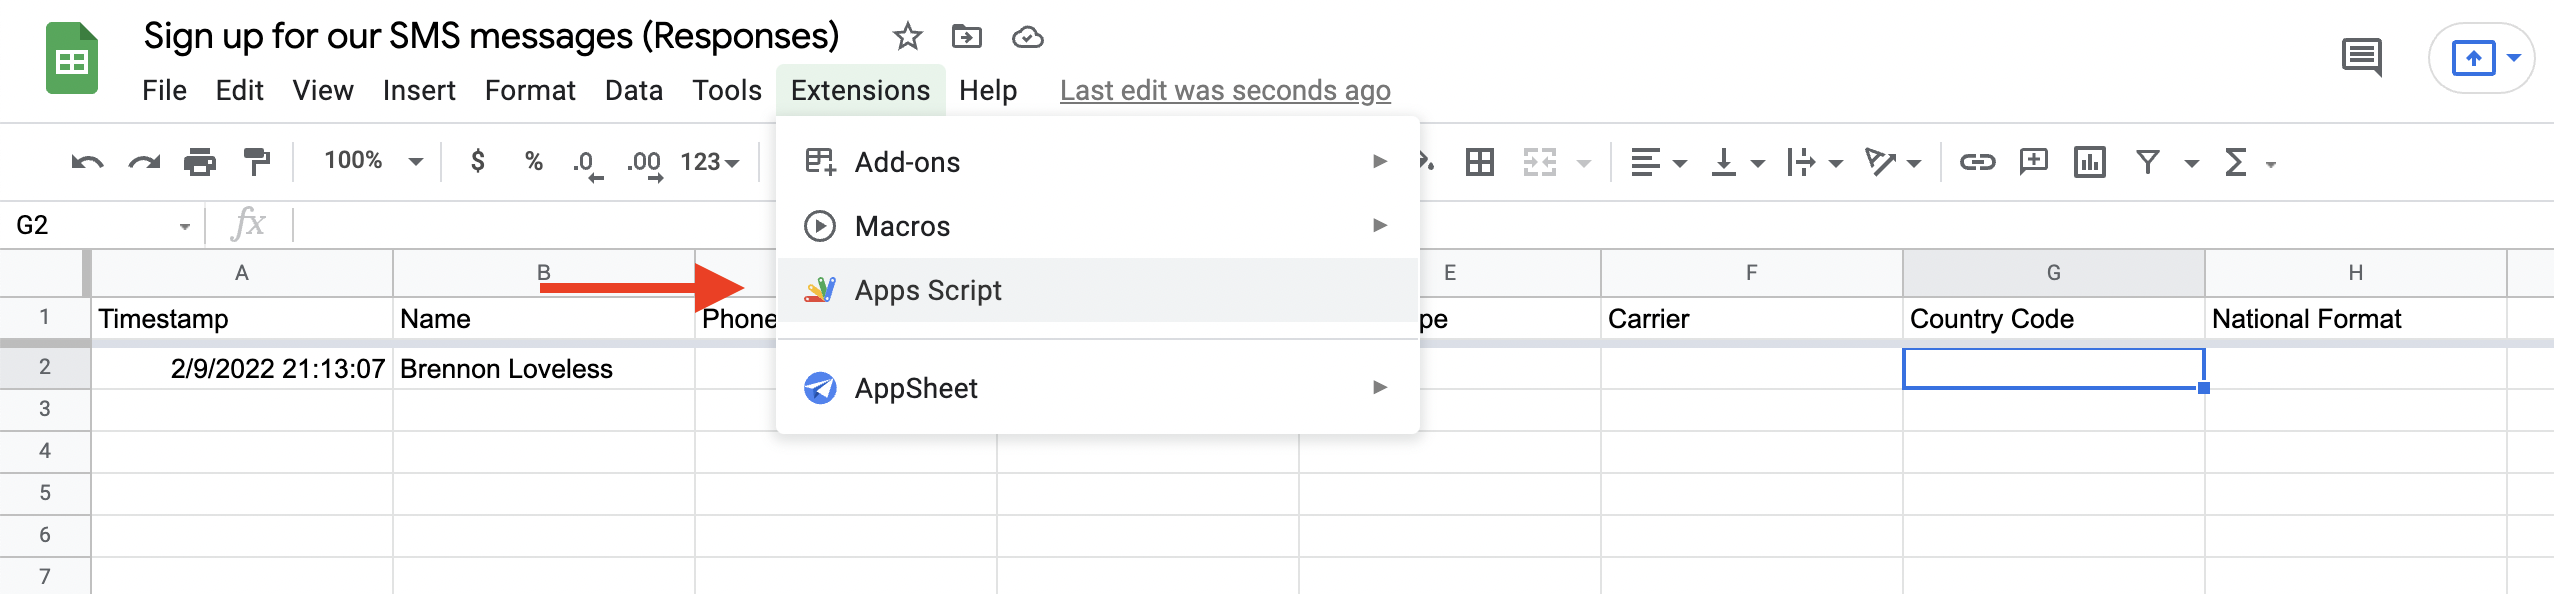 Sign up for our SMS messages (Responses)
File Edit View Insert Format Data Tools Extensions Help Last edit was seconds ago
100% $ % .0 .00 123
Add-ons
G2 fx
Macros
A B E F G H
Apps Script
1 Timestamp Name Phone pe Carrier Country Code National Format
2 2/9/2022 21:13:07 Brennon Loveless
AppSheet
3
4
5
6
7